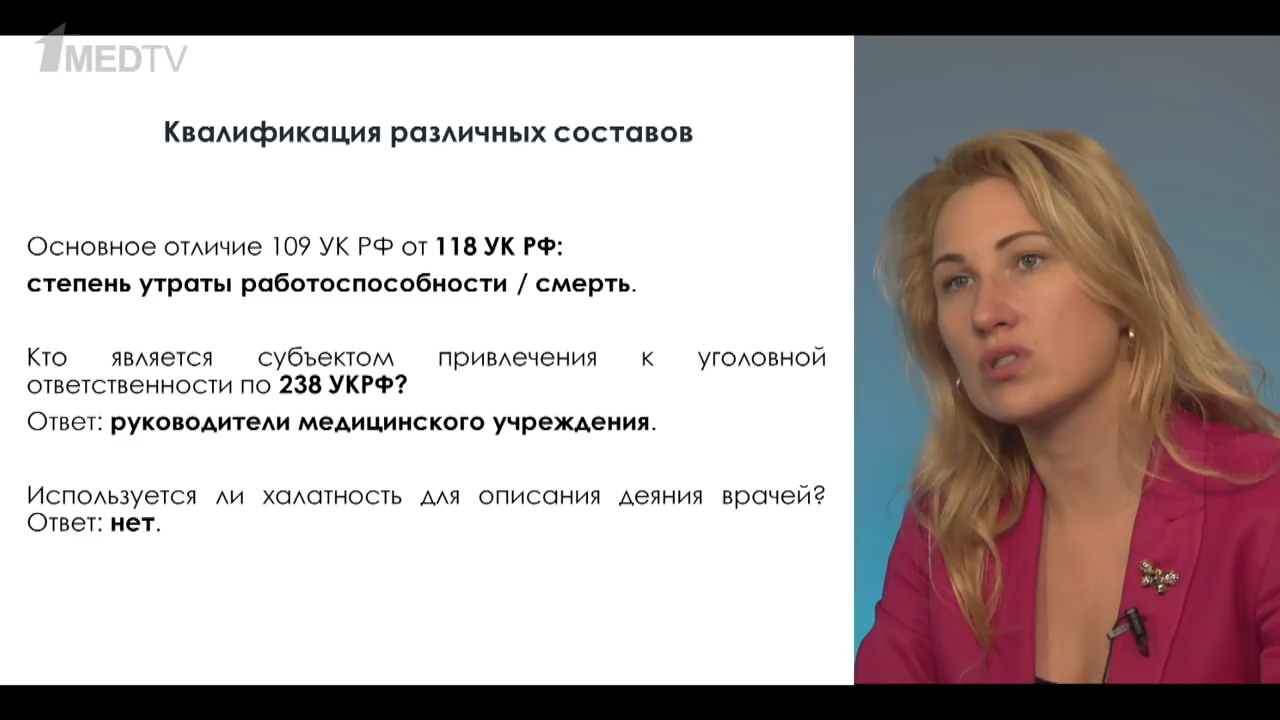 1MEDTV
Квалификация различных составов
Основное отличие 109 УК РФ от 118 УК РФ:
степень утраты работоспособности / смерть.
Кто является субъектом привлечения к уголовной
ответственности по 238 УКРФ?
Ответ: руководители медицинского учреждения.
Используется ли халатность для описания деяния врачей?
Ответ: нет.